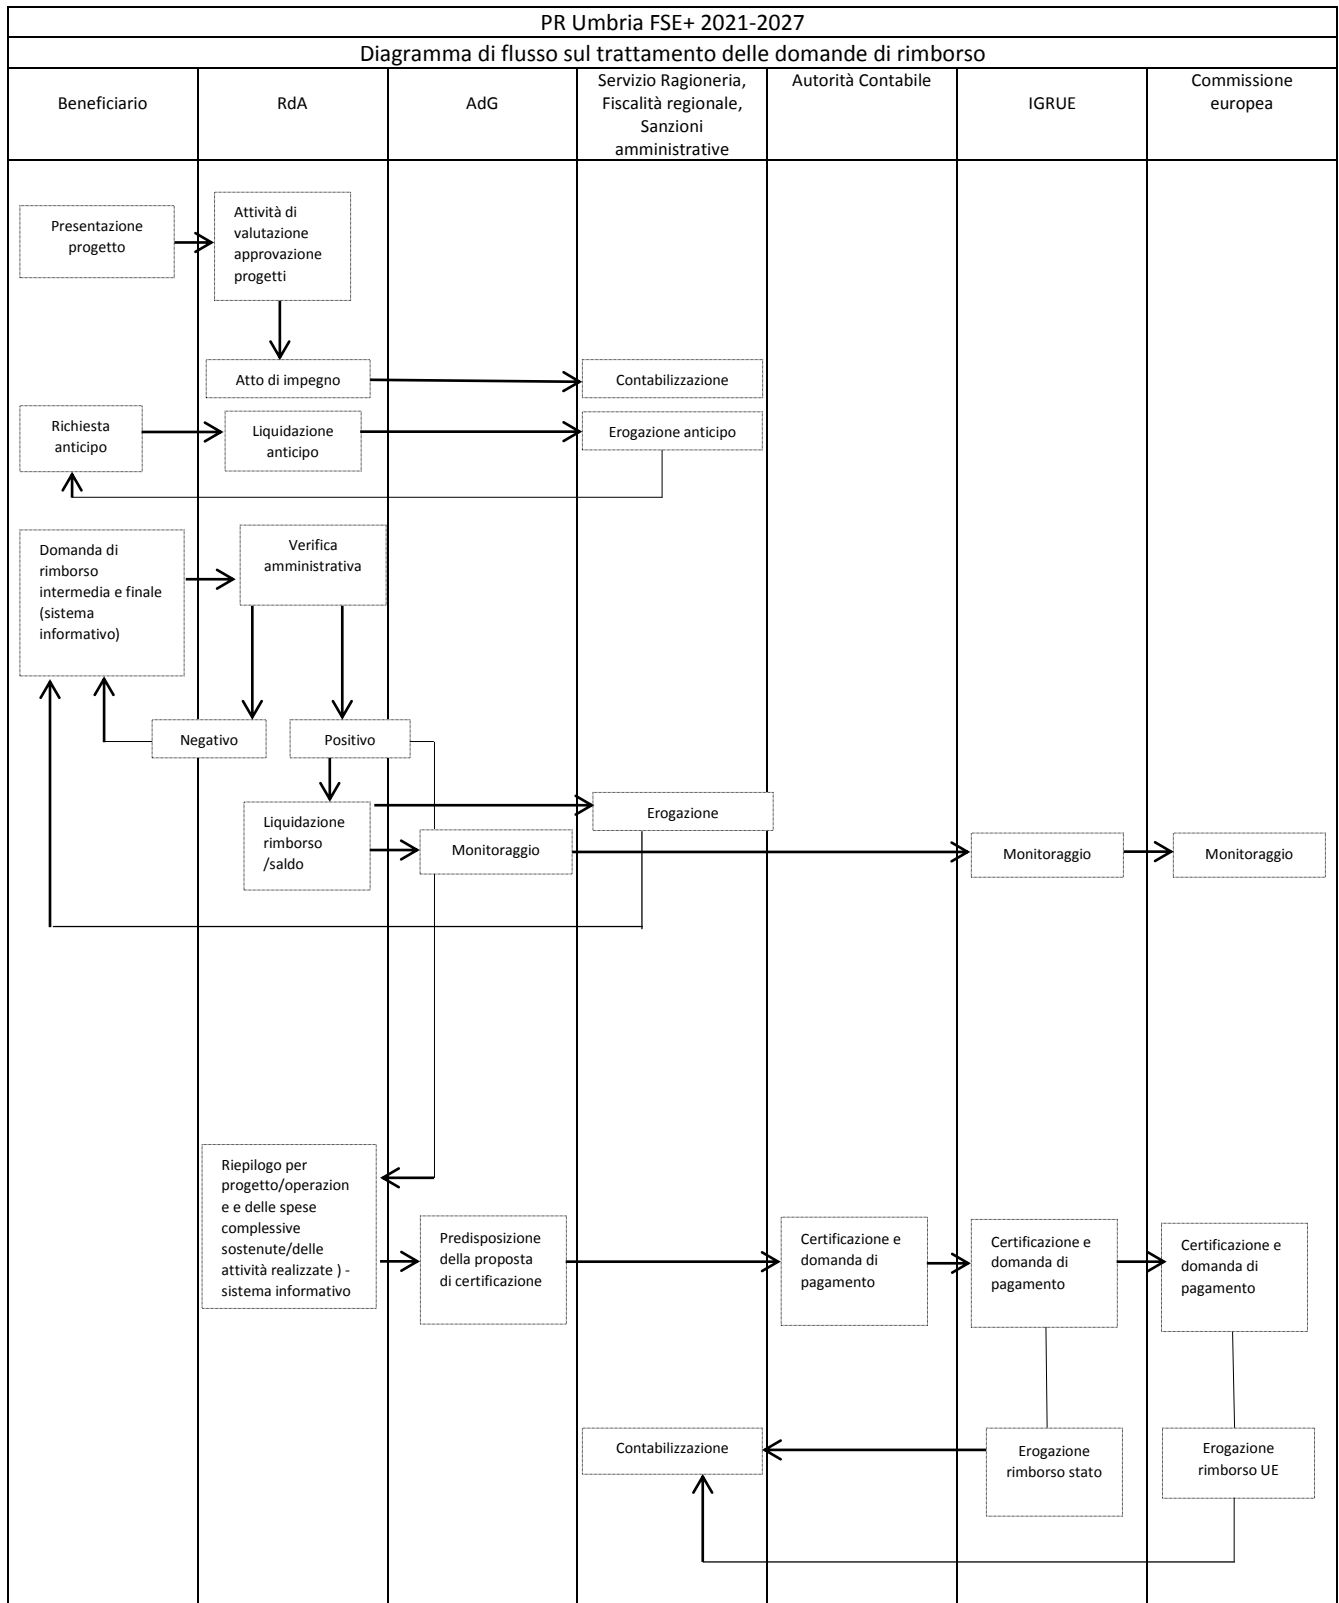 PR Umbria FSE+ 2021-2027
Diagramma di flusso sul trattamento delle domande di rimborso
Beneficiario
RdA
AdG
Servizio Ragioneria,
Fiscalità regionale,
Sanzioni
amministrative
Autorità Contabile
IGRUE
Commissione
europea
Presentazione
progetto
Attività di
valutazione
approvazione
progetti
Atto di impegno
Contabilizzazione
Richiesta
anticipo
Liquidazione
anticipo
Erogazione anticipo
Domanda di
rimborso
intermedia e finale
(sistema
informativo)
Verifica
amministrativa
Negativo
Positivo
Liquidazione
rimborso
/saldo
Erogazione
Monitoraggio
Monitoraggio
Monitoraggio
Riepilogo per
progetto/operazion
e e delle spese
complessive
sostenute/delle
attività realizzate ) -
sistema informativo
Predisposizione
della proposta
di certificazione
Certificazione e
domanda di
pagamento
Certificazione e
domanda di
pagamento
Certificazione e
domanda di
pagamento
Contabilizzazione
Erogazione
rimborso stato
Erogazione
rimborso UE